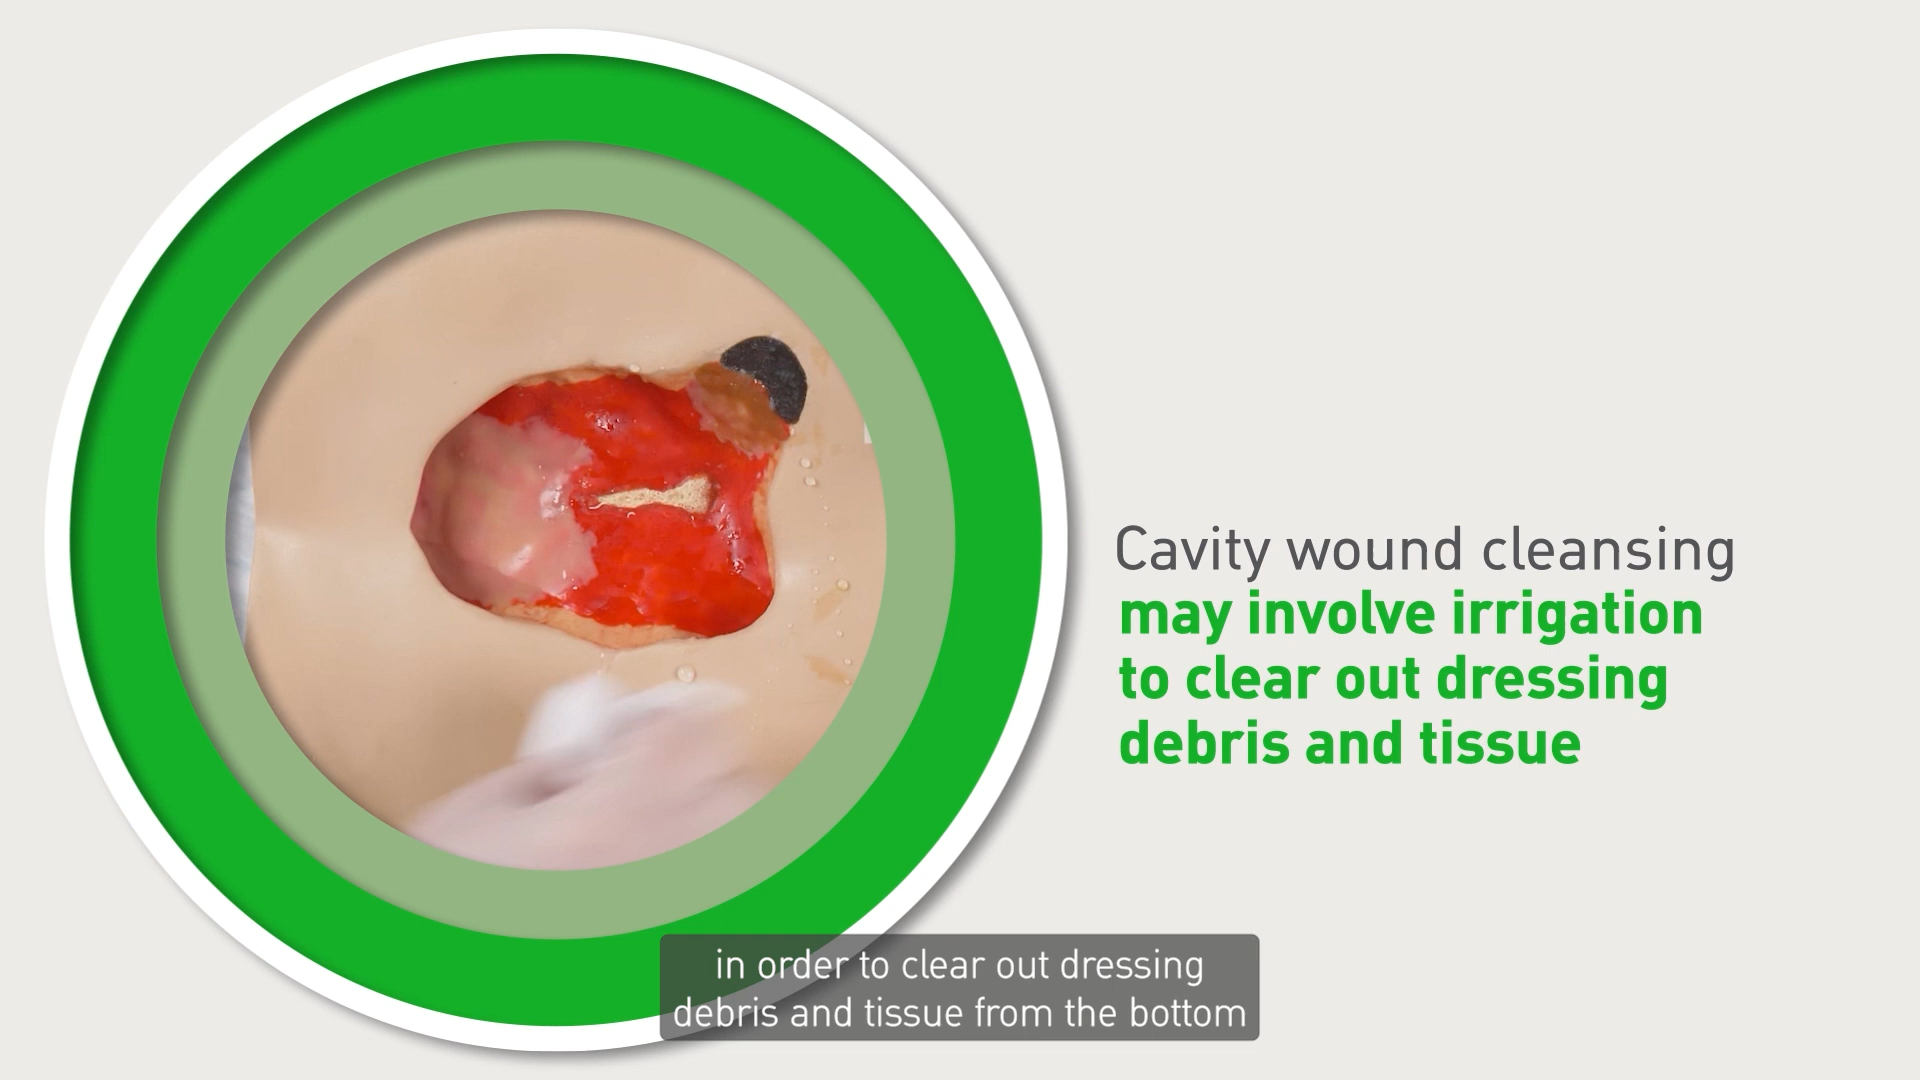 Cavity wound cleansing
may involve irrigation
to clear out dressing
debris and tissue
in order to clear out dressing
debris and tissue from the bottom